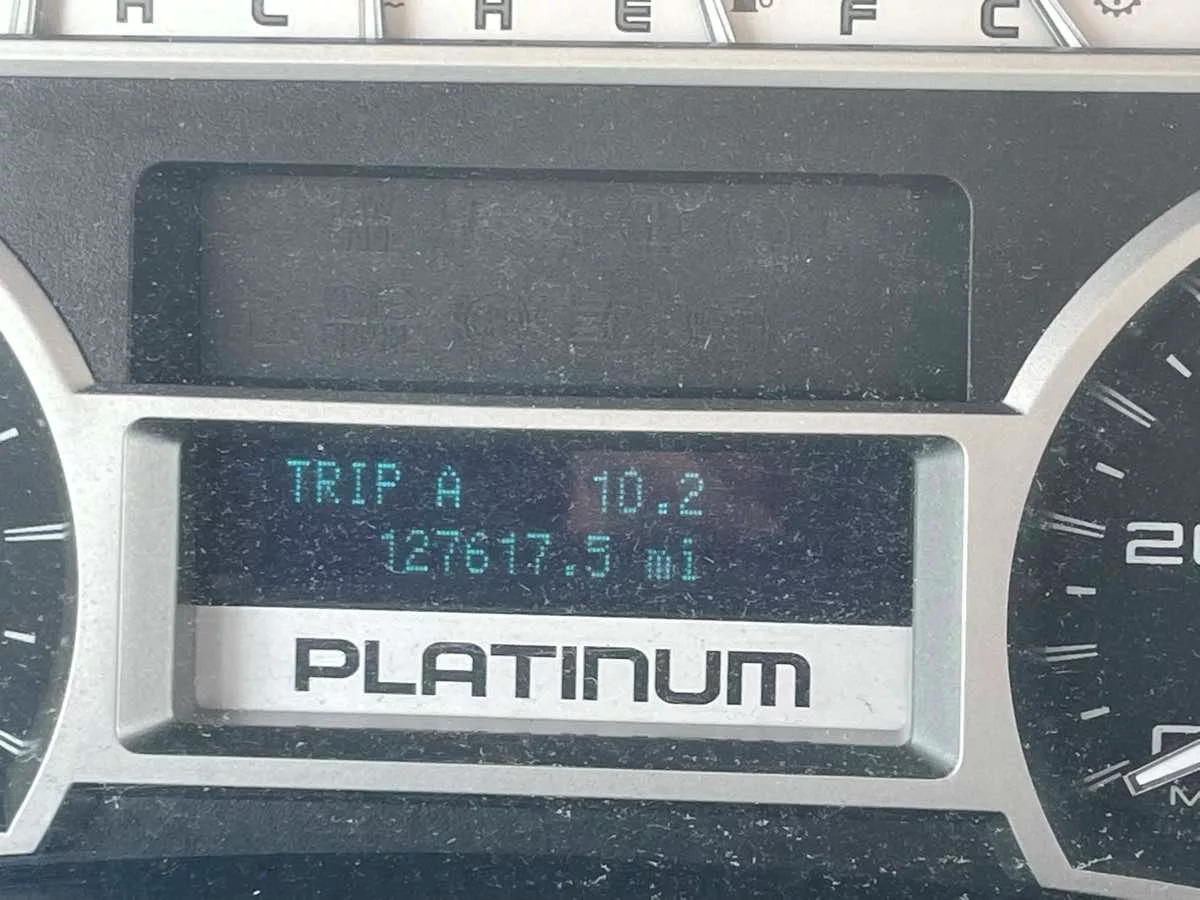 H C H E F C
TRIP A 10.2
127617.5 mi
PLATINUM